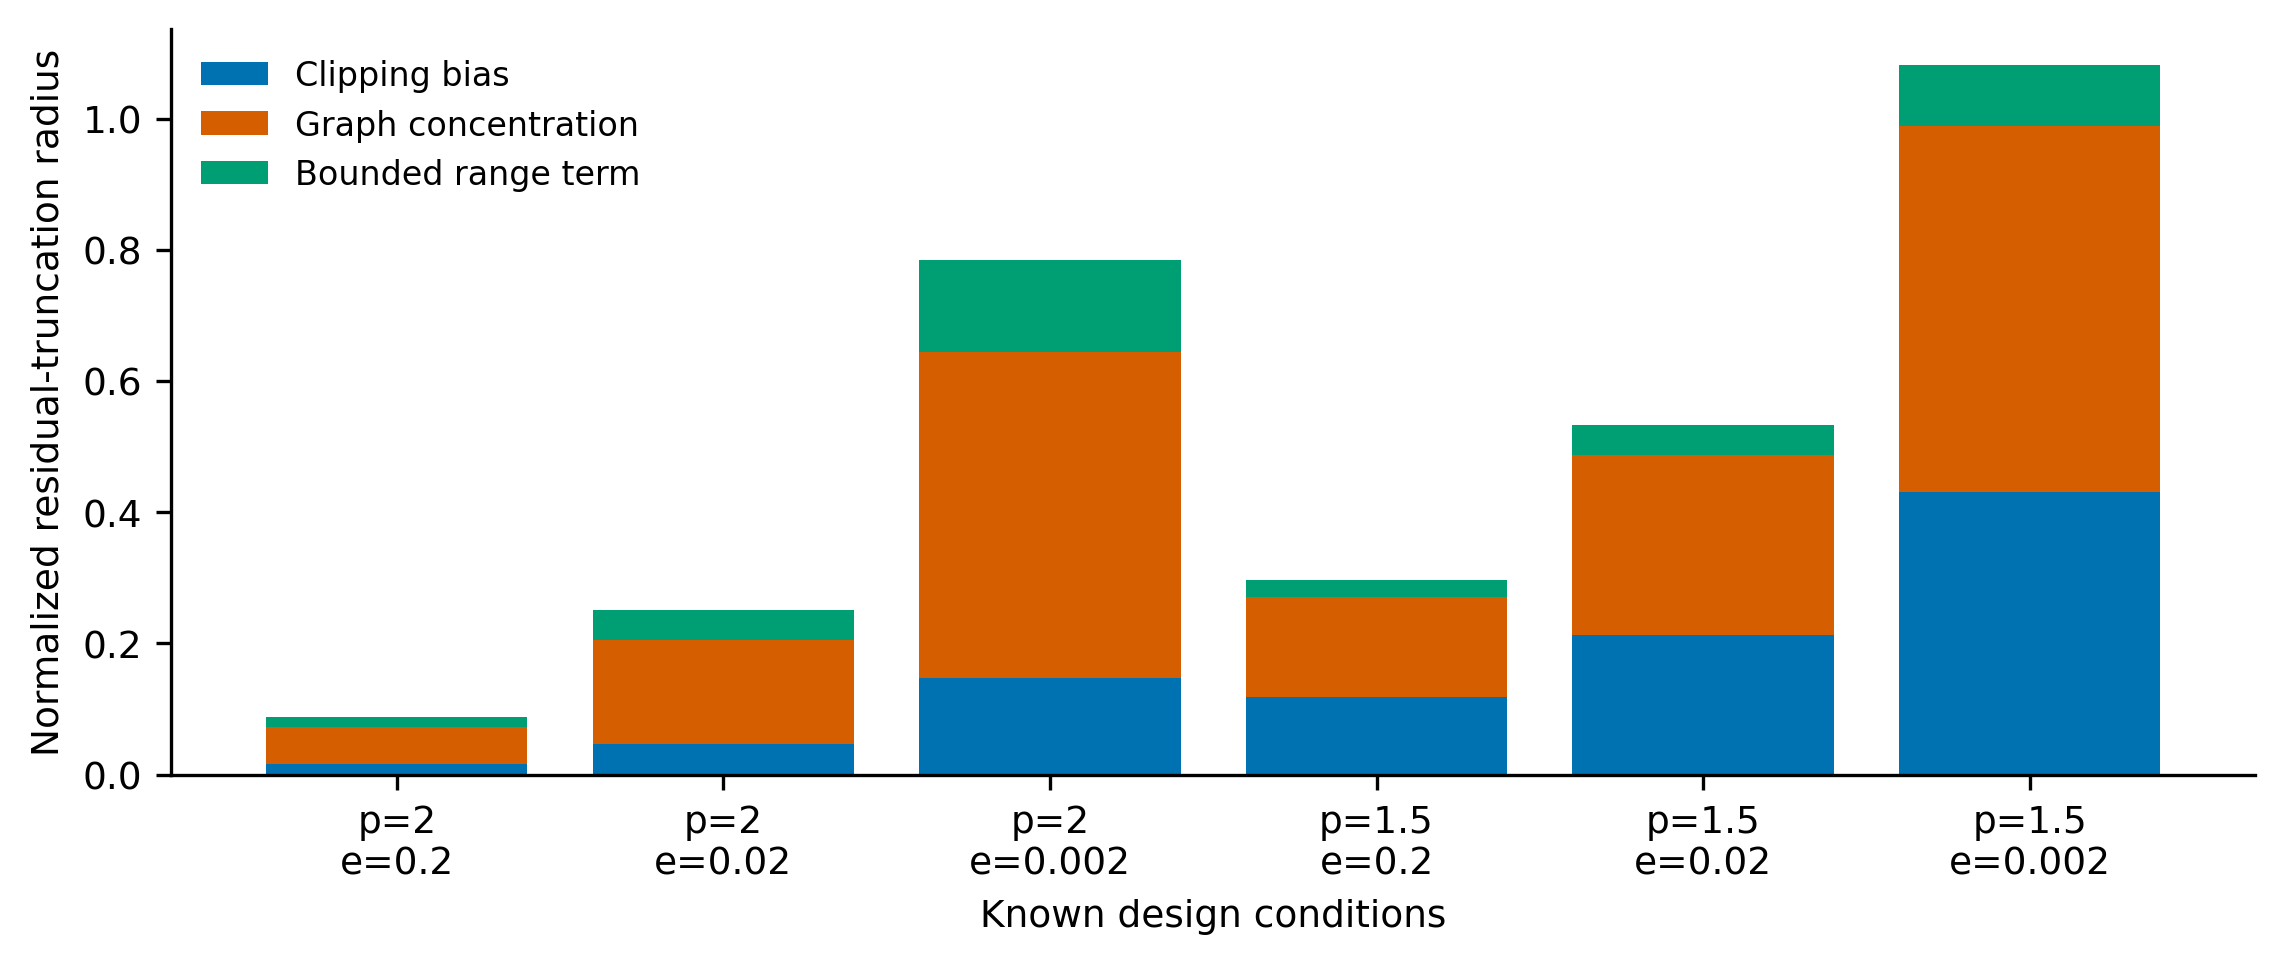 Normalized residual-truncation radius
Clipping bias
Graph concentration
Bounded range term
1.0
0.8
0.6
0.4
0.2
0.0
p=2
e=0.2
p=2
e=0.02
p=2
e=0.002
p=1.5
e=0.2
p=1.5
e=0.02
p=1.5
e=0.002
Known design conditions